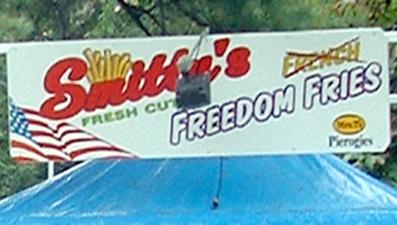 Smith's
FRESH CUT
FRENCH
FREEDOM FRIES
Mrs. T's
Pierogies